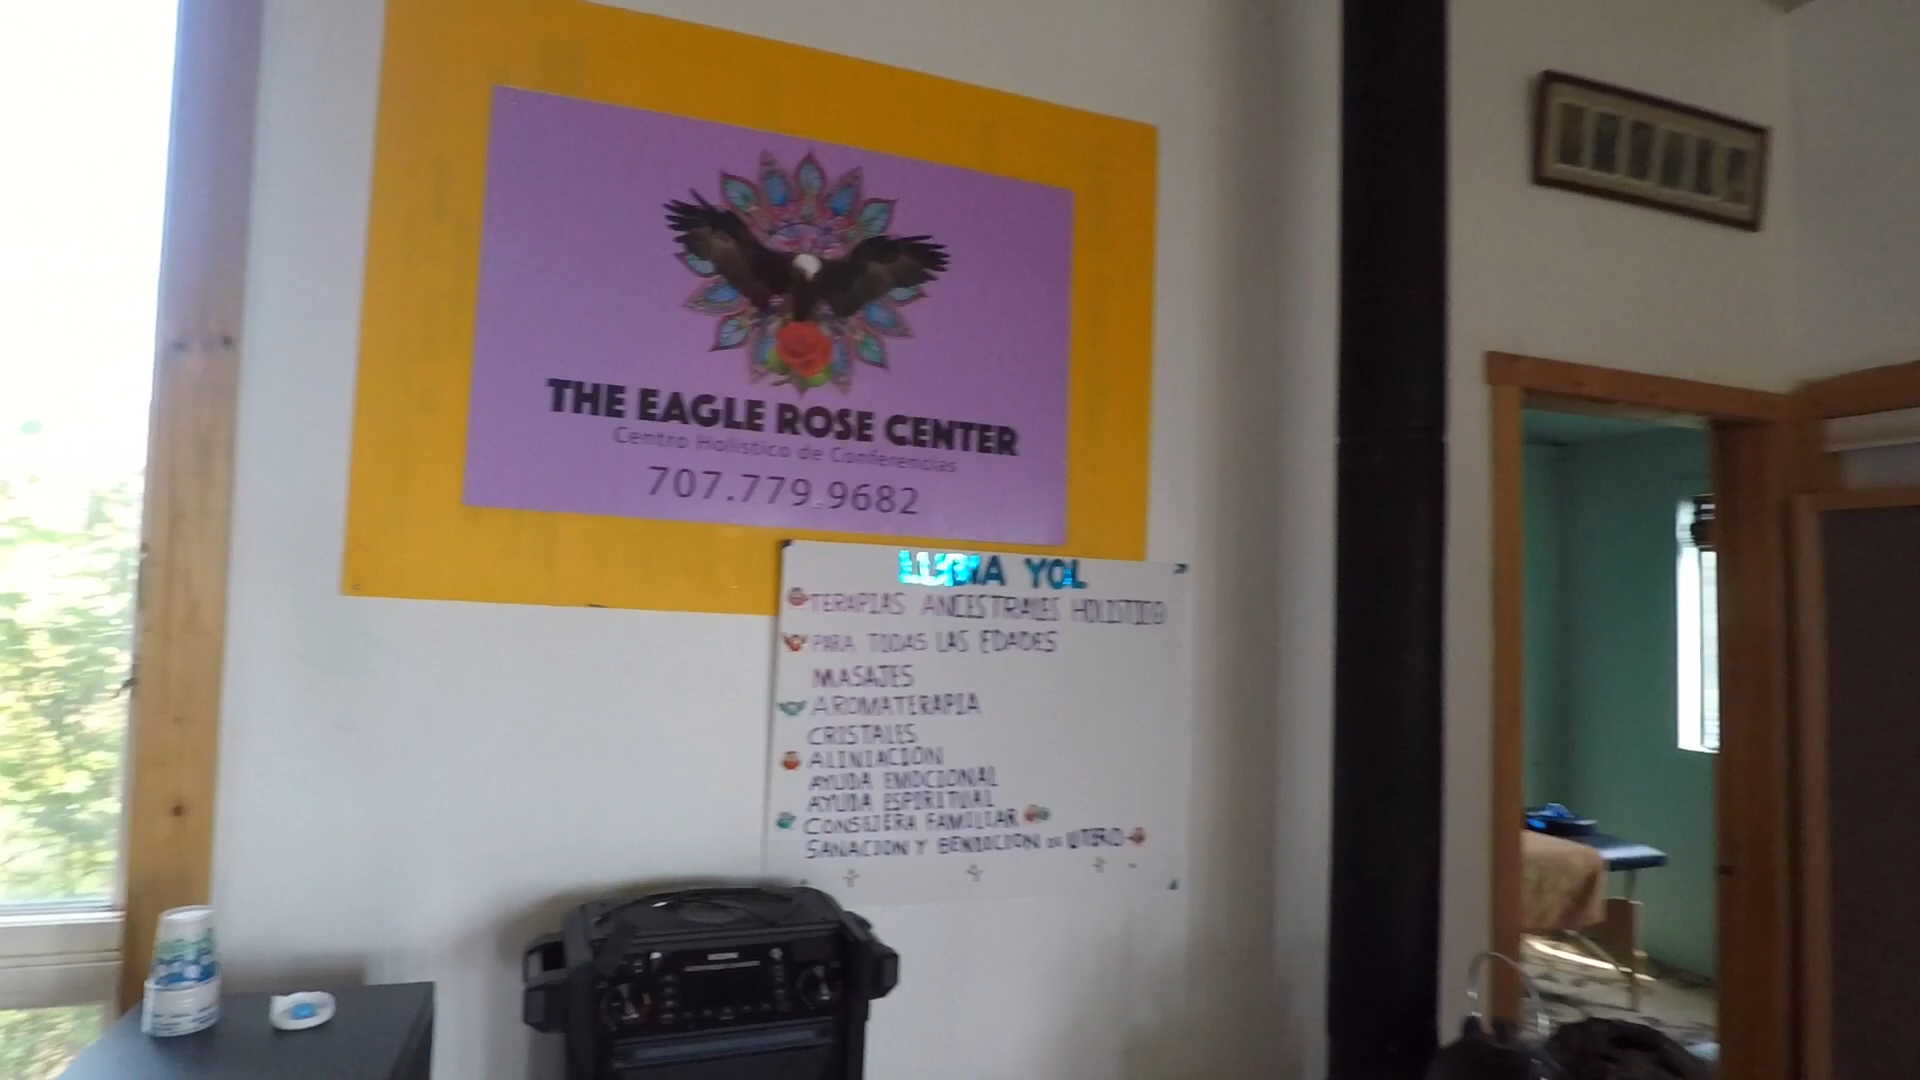 THE EAGLE ROSE CENTER
Centro Holistico de Conferencias
707.779.9682
YOL
TERAPIAS ANCESTRALES HOLISTICO
PARA TODAS LAS EDADES
MASAJES
AROMATERAPIA
CRISTALES
ALINIACION
AYUDA EMOCIONAL
AYUDA ESPIRITUAL
CONSEJERA FAMILIAR
SANACION Y BENDICION DE UTERO